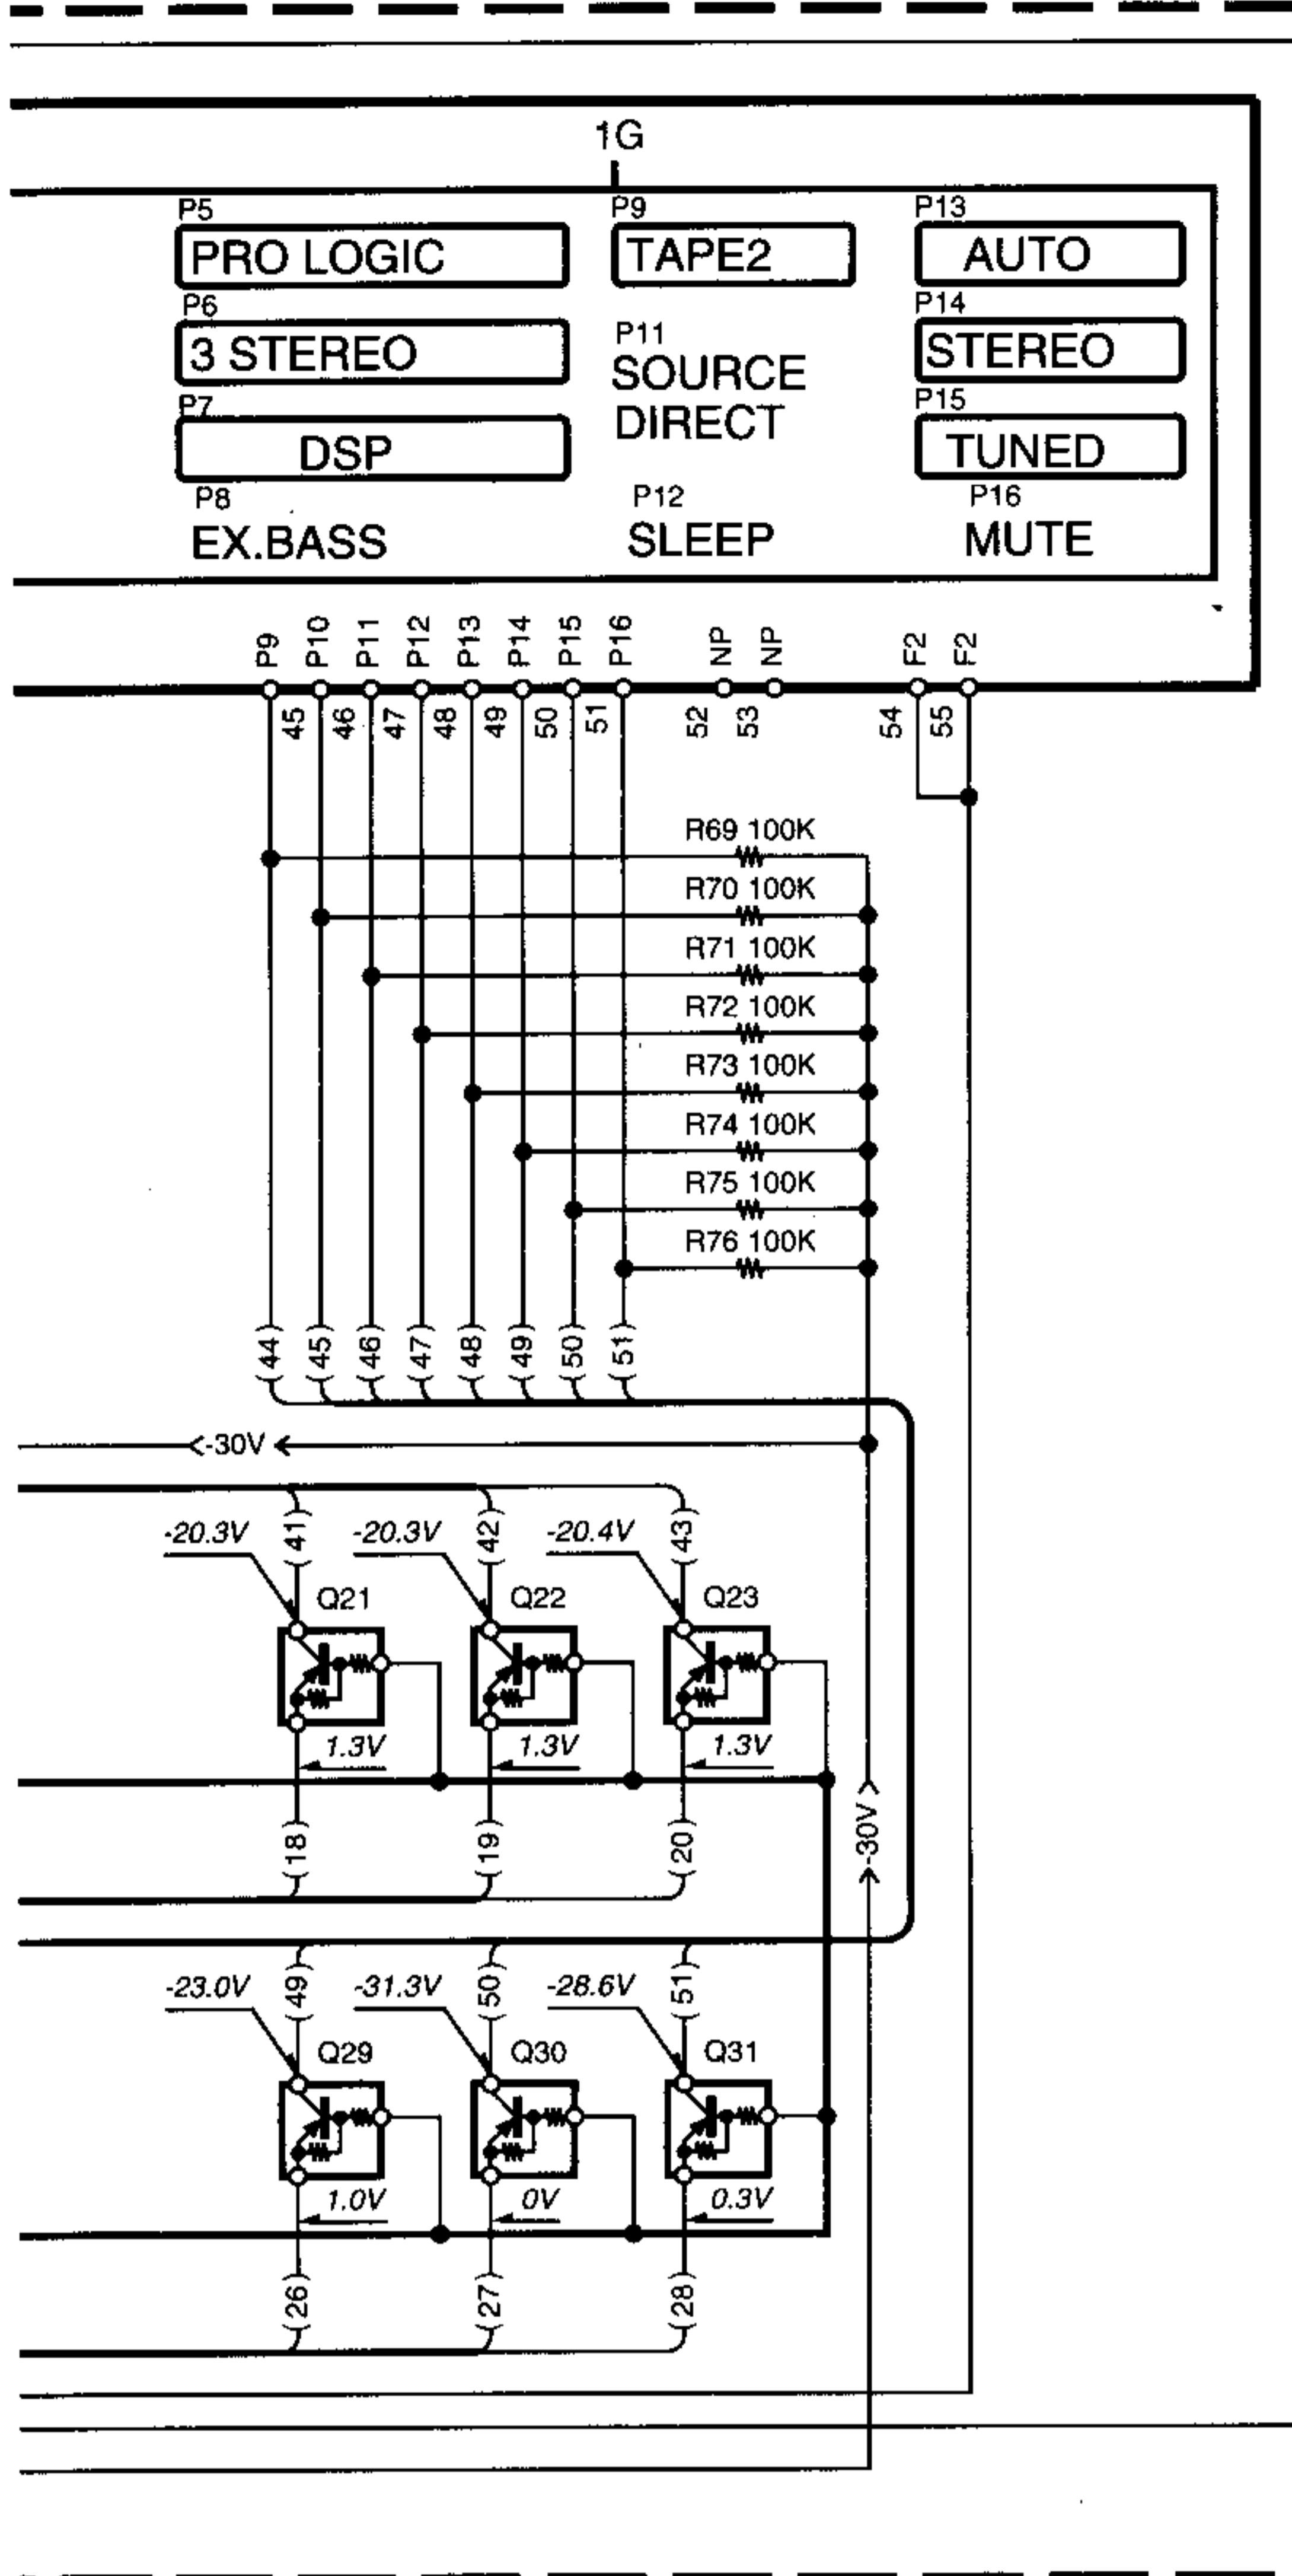 1G
P5 P9 P13
PRO LOGIC TAPE2 AUTO
P6 P14
3 STEREO P11 STEREO
SOURCE
P7 P15
DIRECT
DSP TUNED
P8 P12 P16
EX.BASS SLEEP MUTE
P9 P10 P11 P12 P13 P14 P15 P16 NP NP F2 F2
45 46 47 48 49 50 51 52 53 54 55
R69 100K
R70 100K
R71 100K
R72 100K
R73 100K
R74 100K
R75 100K
R76 100K
(44) (45) (46) (47) (48) (49) (50) (51)
-30V
(41) (42) (43)
-20.3V -20.3V -20.4V
Q21 Q22 Q23
1.3V 1.3V 1.3V
-30V
(18) (19) (20)
(49) (50) (51)
-23.0V -31.3V -28.6V
Q29 Q30 Q31
1.0V 0V 0.3V
(26) (27) (28)